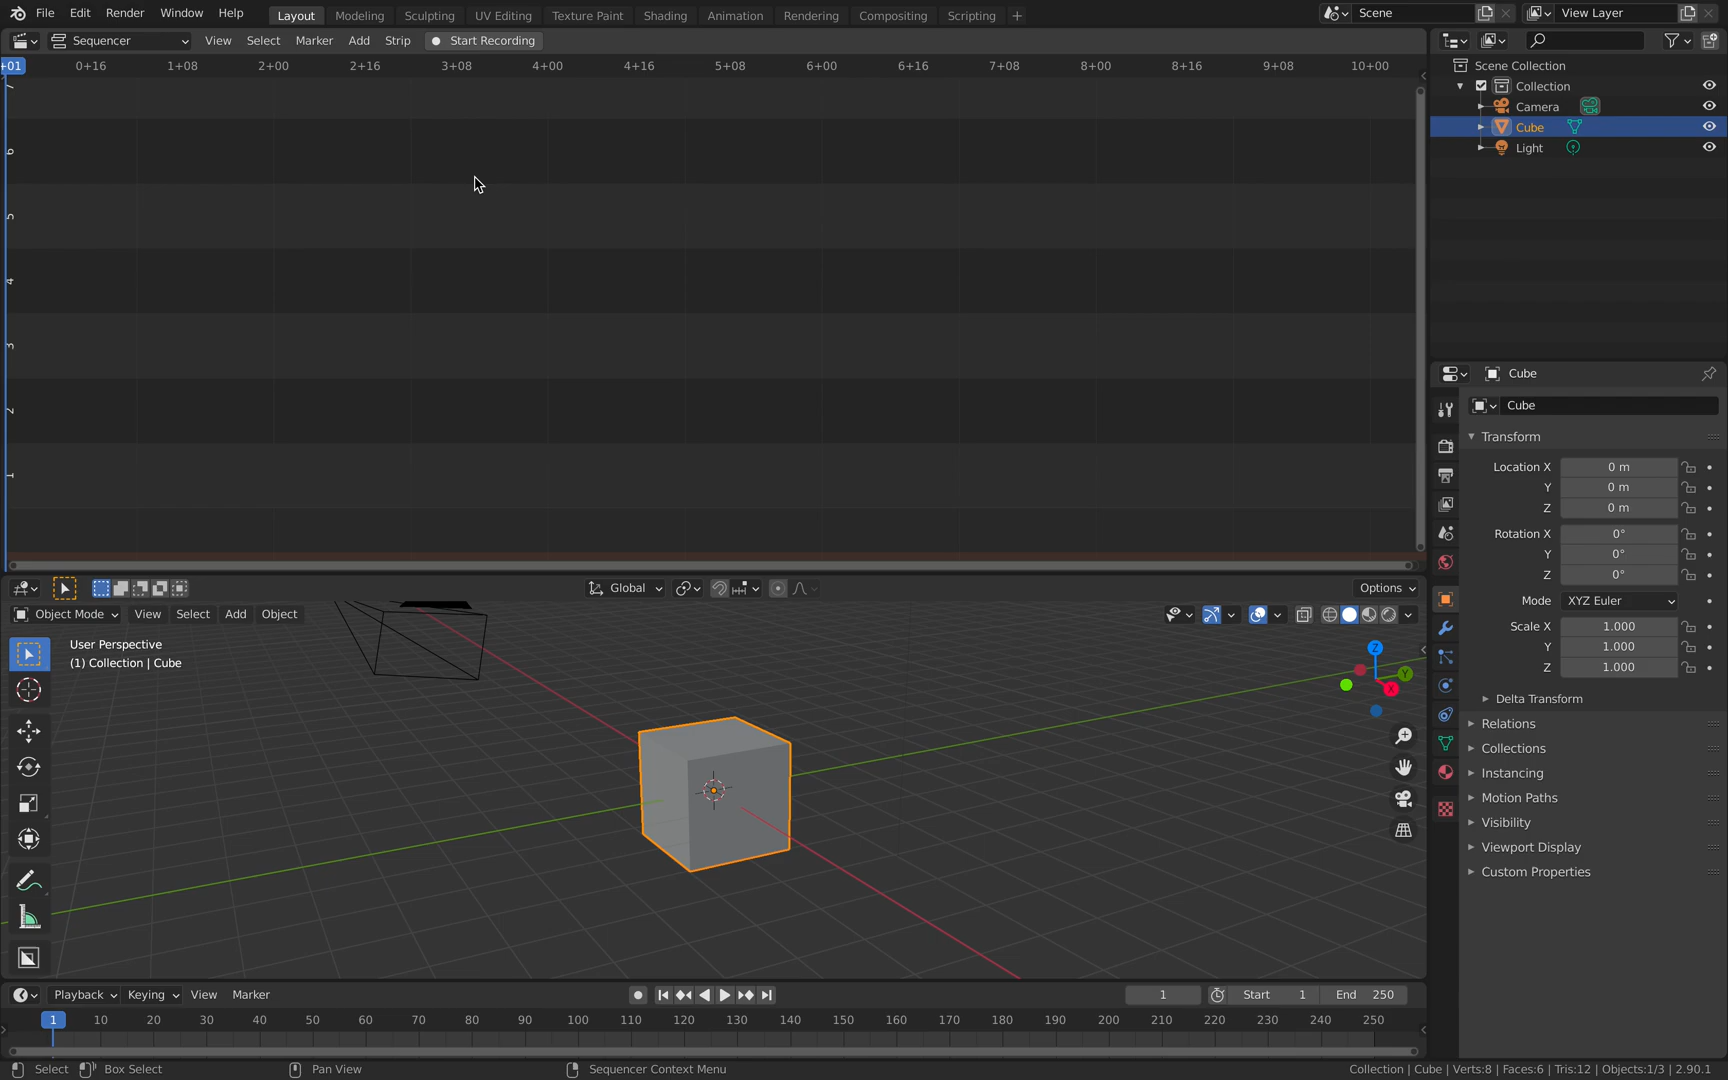 File Edit Render Window Help Layout Modeling Sculpting UV Editing Texture Paint Shading Animation Rendering Compositing Scripting + Scene View Layer
Sequencer View Select Marker Add Strip Start Recording
+01 0+16 1+08 2+00 2+16 3+08 4+00 4+16 5+08 6+00 6+16 7+08 8+00 8+16 9+08 10+00
7
6
5
4
3
2
1
Scene Collection
Collection
Camera
Cube
Light
Cube
Cube
Transform
Location X 0 m
Y 0 m
Z 0 m
Rotation X 0°
Y 0°
Z 0°
Mode XYZ Euler
Scale X 1.000
Y 1.000
Z 1.000
Delta Transform
Relations
Collections
Instancing
Motion Paths
Visibility
Viewport Display
Custom Properties
Global Options
Object Mode View Select Add Object
User Perspective
(1) Collection | Cube
Z
Y
X
Playback Keying View Marker 1 Start 1 End 250
1 10 20 30 40 50 60 70 80 90 100 110 120 130 140 150 160 170 180 190 200 210 220 230 240 250
Select Box Select Pan View Sequencer Context Menu Collection | Cube | Verts:8 | Faces:6 | Tris:12 | Objects:1/3 | 2.90.1